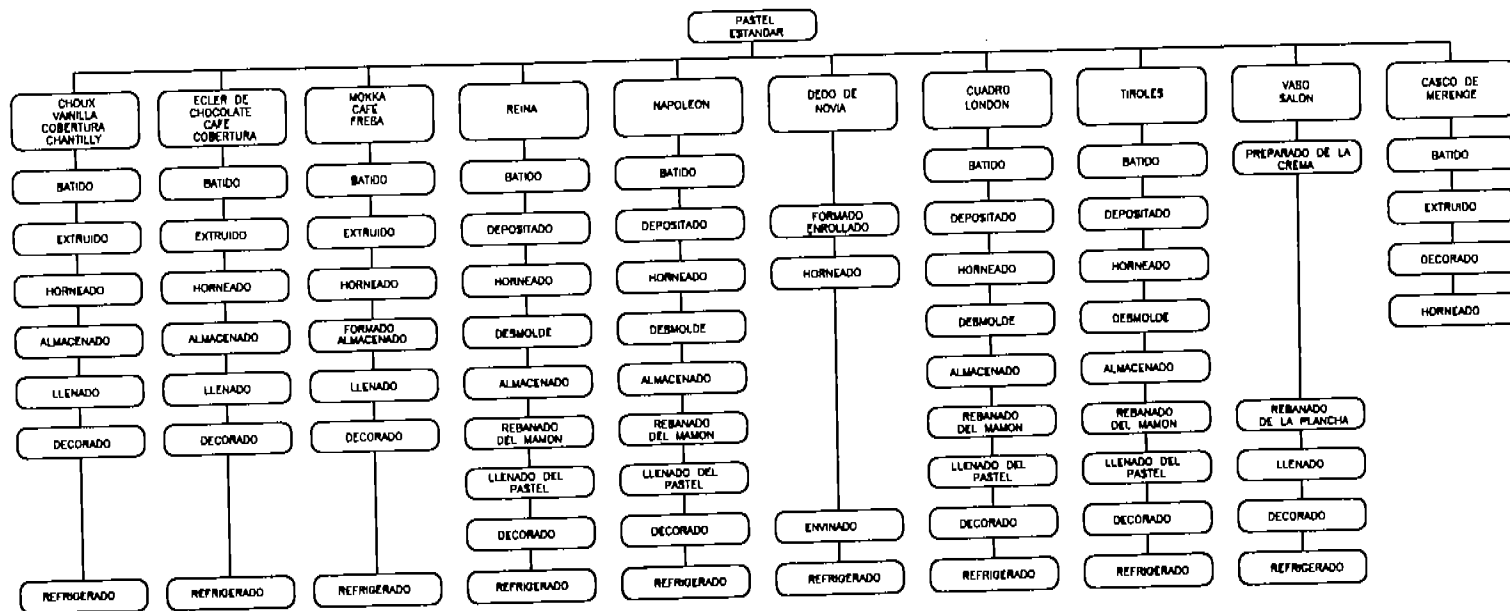 PASTEL
ESTANDAR
CHOUX
VAINILLA
COBERTURA
CHANTILLY
BATIDO
EXTRUIDO
HORNEADO
ALMACENADO
LLENADO
DECORADO
REFRIGERADO
ECLER DE
CHOCOLATE
CAFE
COBERTURA
BATIDO
EXTRUIDO
HORNEADO
ALMACENADO
LLENADO
DECORADO
REFRIGERADO
MOKKA
CAFE
FRESA
BATIDO
EXTRUIDO
HORNEADO
FORMADO
ALMACENADO
LLENADO
DECORADO
REFRIGERADO
REINA
BATIDO
DEPOSITADO
HORNEADO
DESMOLDE
ALMACENADO
REBANADO
DEL MAMON
LLENADO DEL
PASTEL
DECORADO
REFRIGERADO
NAPOLEON
BATIDO
DEPOSITADO
HORNEADO
DESMOLDE
ALMACENADO
REBANADO
DEL MAMON
LLENADO DEL
PASTEL
DECORADO
REFRIGERADO
DEDO DE
NOVIA
FORMADO
ENROLLADO
HORNEADO
ENVINADO
REFRIGERADO
CUADRO
LONDON
BATIDO
DEPOSITADO
HORNEADO
DESMOLDE
ALMACENADO
REBANADO
DEL MAMON
LLENADO DEL
PASTEL
DECORADO
REFRIGERADO
TIROLES
BATIDO
DEPOSITADO
HORNEADO
DESMOLDE
ALMACENADO
REBANADO
DEL MAMON
LLENADO DEL
PASTEL
DECORADO
REFRIGERADO
VASO
SALON
PREPARADO DE LA
CREMA
REBANADO
DE LA PLANCHA
LLENADO
DECORADO
REFRIGERADO
CASCO DE
MERENGE
BATIDO
EXTRUIDO
DECORADO
HORNEADO